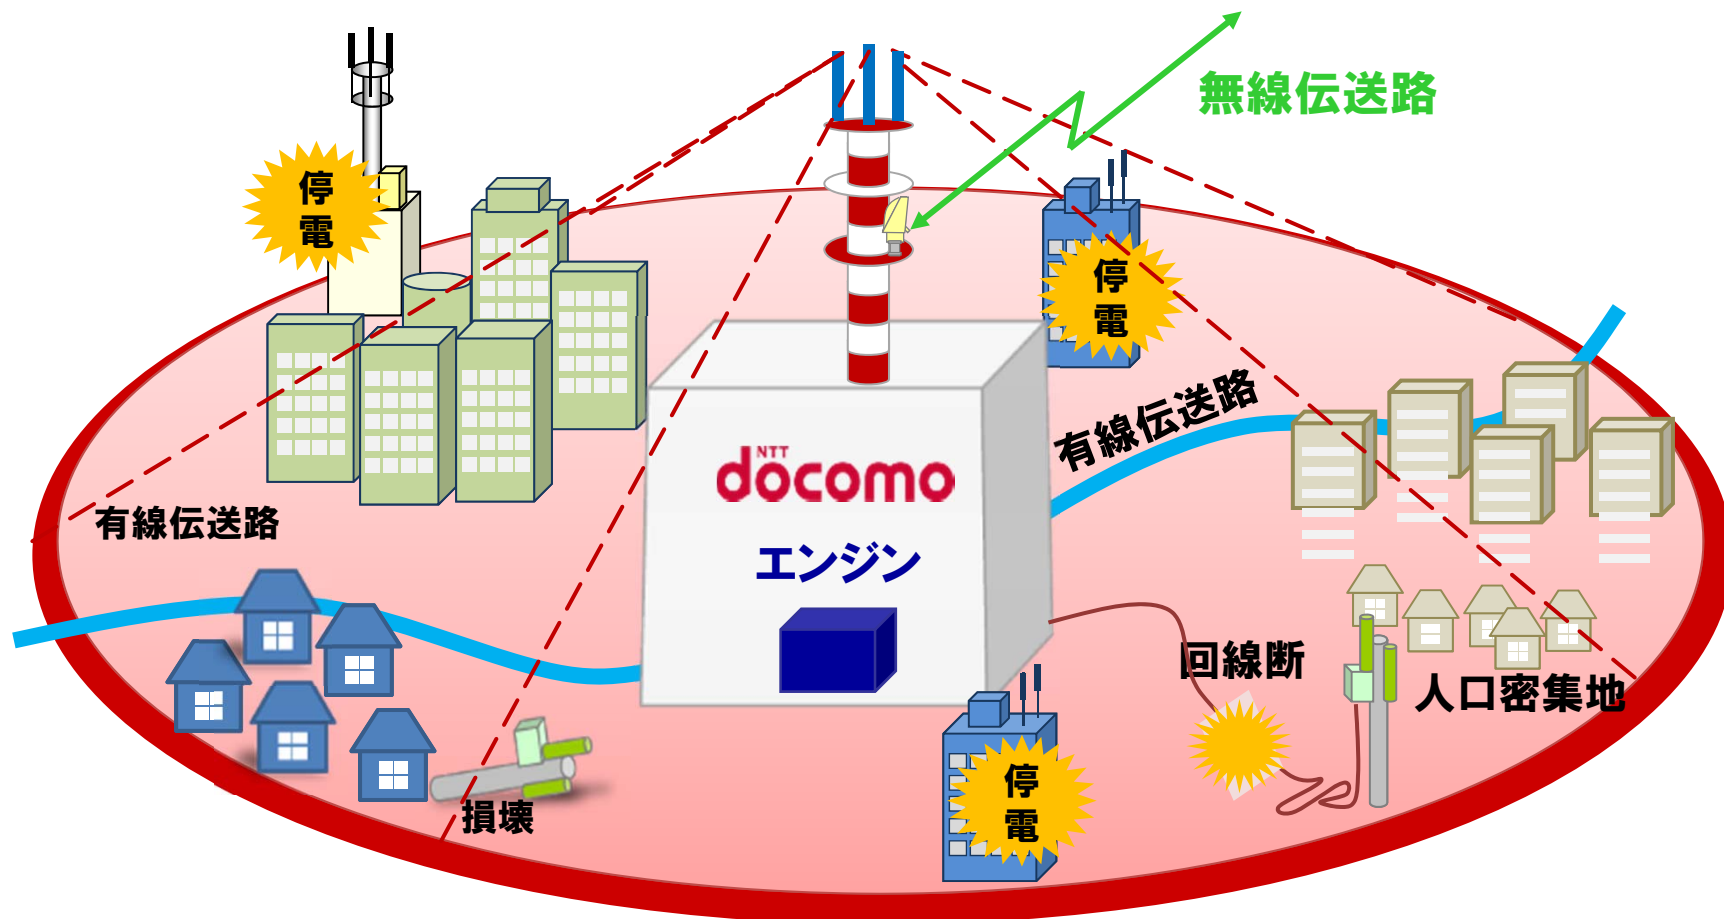 無線伝送路
停
電
停
電
有線伝送路
NTT
docomo
有線伝送路
エンジン
回線断
人口密集地
停
電
損壊